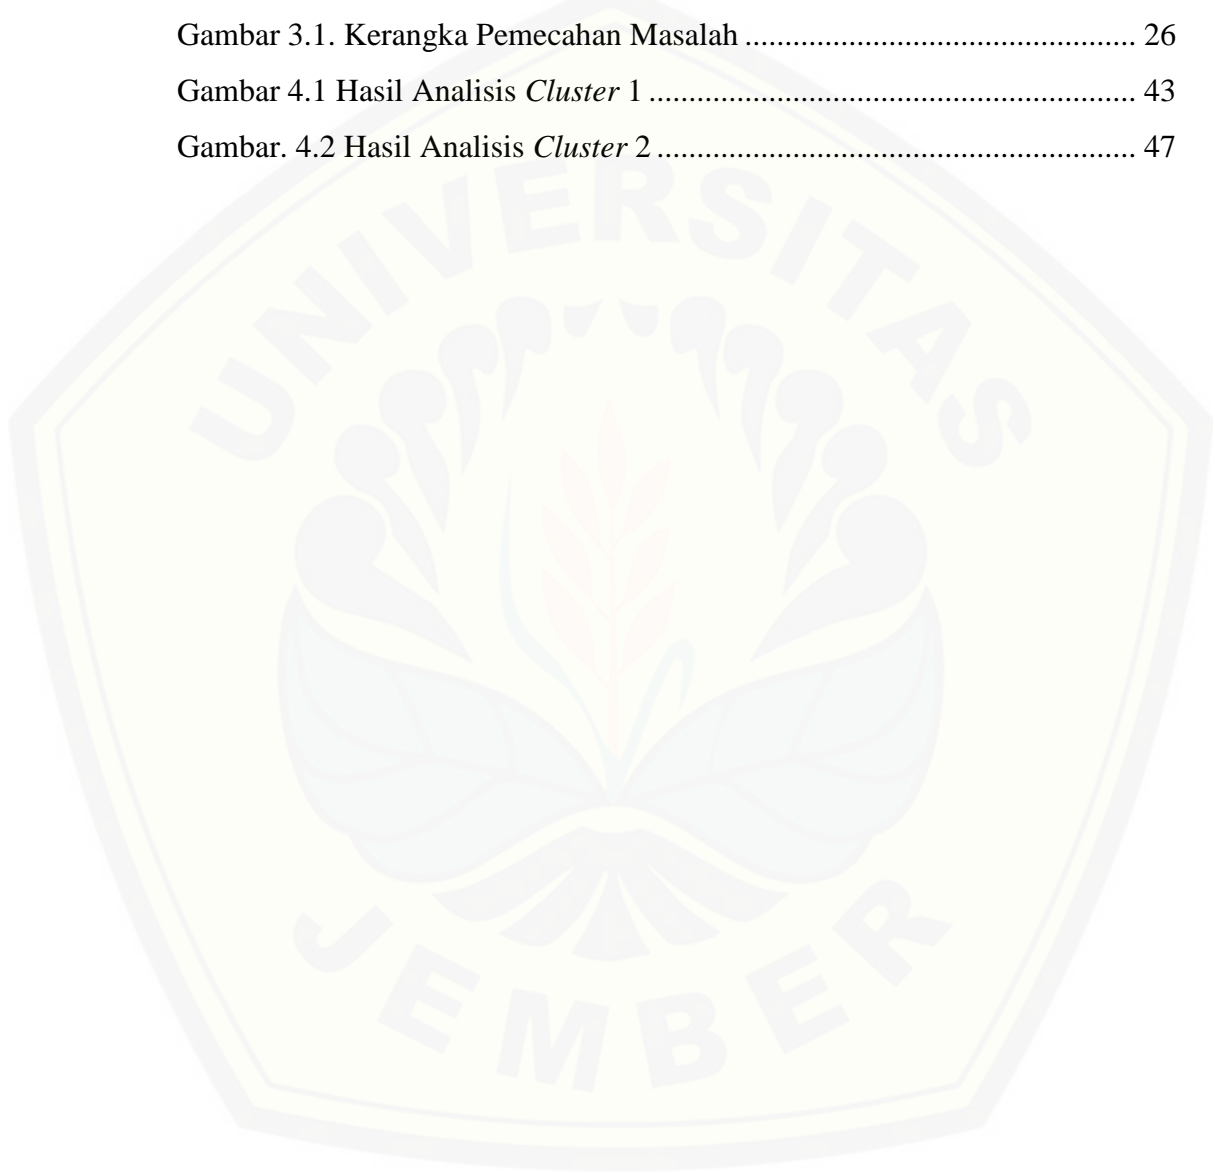 Gambar 3.1. Kerangka Pemecahan Masalah ................................................. 26
Gambar 4.1 Hasil Analisis Cluster 1 ............................................................. 43
Gambar. 4.2 Hasil Analisis Cluster 2 ............................................................ 47
UNIVERSITAS
JEMBER